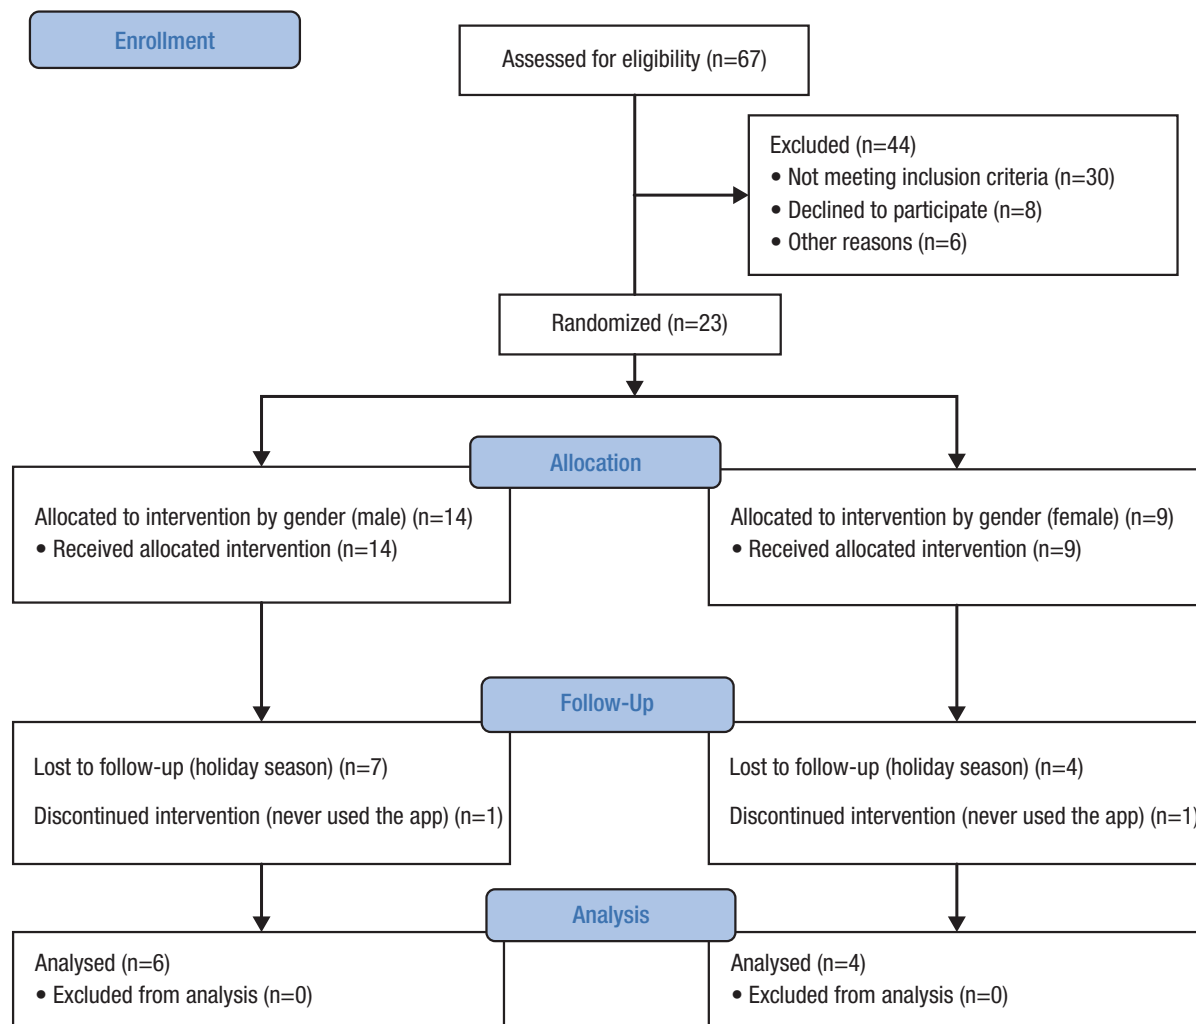 Enrollment
Assessed for eligibility (n=67)
Excluded (n=44)
• Not meeting inclusion criteria (n=30)
• Declined to participate (n=8)
• Other reasons (n=6)
Randomized (n=23)
Allocation
Allocated to intervention by gender (male) (n=14)
• Received allocated intervention (n=14)
Allocated to intervention by gender (female) (n=9)
• Received allocated intervention (n=9)
Follow-Up
Lost to follow-up (holiday season) (n=7)
Discontinued intervention (never used the app) (n=1)
Lost to follow-up (holiday season) (n=4)
Discontinued intervention (never used the app) (n=1)
Analysis
Analysed (n=6)
• Excluded from analysis (n=0)
Analysed (n=4)
• Excluded from analysis (n=0)